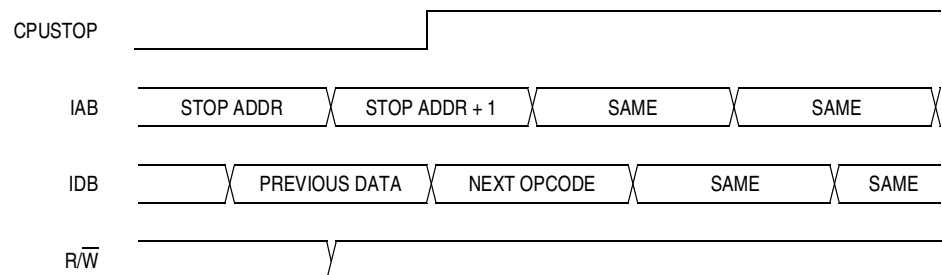 CPUSTOP
IAB STOP ADDR STOP ADDR + 1 SAME SAME
IDB PREVIOUS DATA NEXT OPCODE SAME SAME
R/W̅